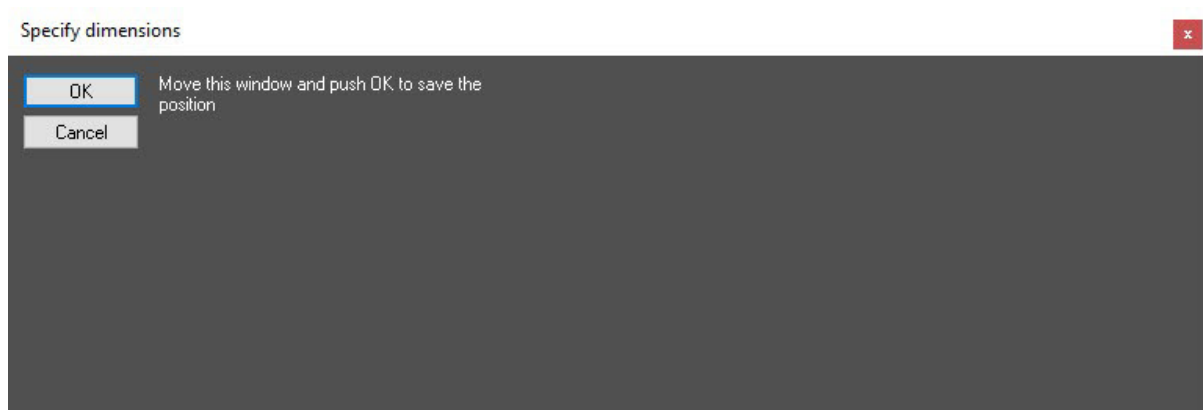 Specify dimensions
x
OK
Move this window and push OK to save the
position
Cancel